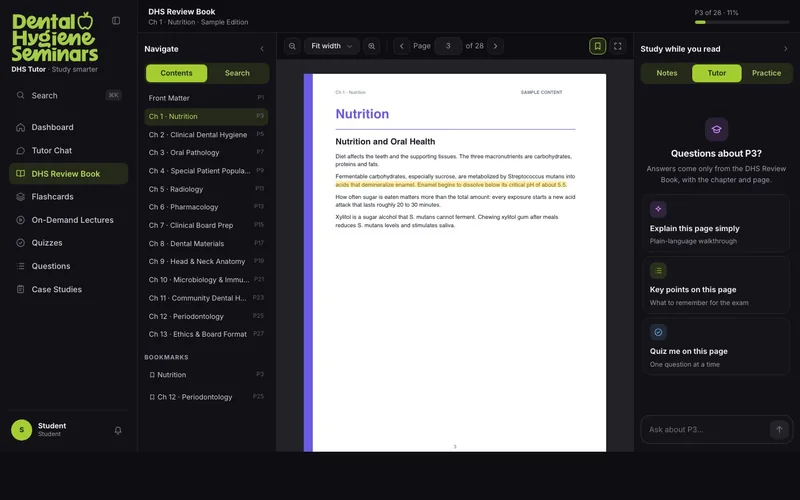 Dental
Hygiene
Seminars
DHS Tutor · Study smarter
Search
⌘K
Dashboard
Tutor Chat
DHS Review Book
Flashcards
On-Demand Lectures
Quizzes
Questions
Case Studies
S
Student
Student
DHS Review Book
Ch 1 · Nutrition · Sample Edition
P3 of 28 · 11%
Navigate
Contents
Search
Front Matter P1
Ch 1 · Nutrition P3
Ch 2 · Clinical Dental Hygiene P5
Ch 3 · Oral Pathology P7
Ch 4 · Special Patient Popula... P9
Ch 5 · Radiology P11
Ch 6 · Pharmacology P13
Ch 7 · Clinical Board Prep P15
Ch 8 · Dental Materials P17
Ch 9 · Head & Neck Anatomy P19
Ch 10 · Microbiology & Immu... P21
Ch 11 · Community Dental H... P23
Ch 12 · Periodontology P25
Ch 13 · Ethics & Board Format P27
BOOKMARKS
Nutrition P3
Ch 12 · Periodontology P25
Fit width
Page 3 of 28
Ch 1 · Nutrition
SAMPLE CONTENT
Nutrition
Nutrition and Oral Health
Diet affects the teeth and the supporting tissues. The three macronutrients are carbohydrates,
proteins and fats.
Fermentable carbohydrates, especially sucrose, are metabolized by Streptococcus mutans into
acids that demineralize enamel. Enamel begins to dissolve below its critical pH of about 5.5.
How often sugar is eaten matters more than the total amount: every exposure starts a new acid
attack that lasts roughly 20 to 30 minutes.
Xylitol is a sugar alcohol that S. mutans cannot ferment. Chewing xylitol gum after meals
reduces S. mutans levels and stimulates saliva.
3
Study while you read
Notes
Tutor
Practice
Questions about P3?
Answers come only from the DHS Review
Book, with the chapter and page.
Explain this page simply
Plain-language walkthrough
Key points on this page
What to remember for the exam
Quiz me on this page
One question at a time
Ask about P3...